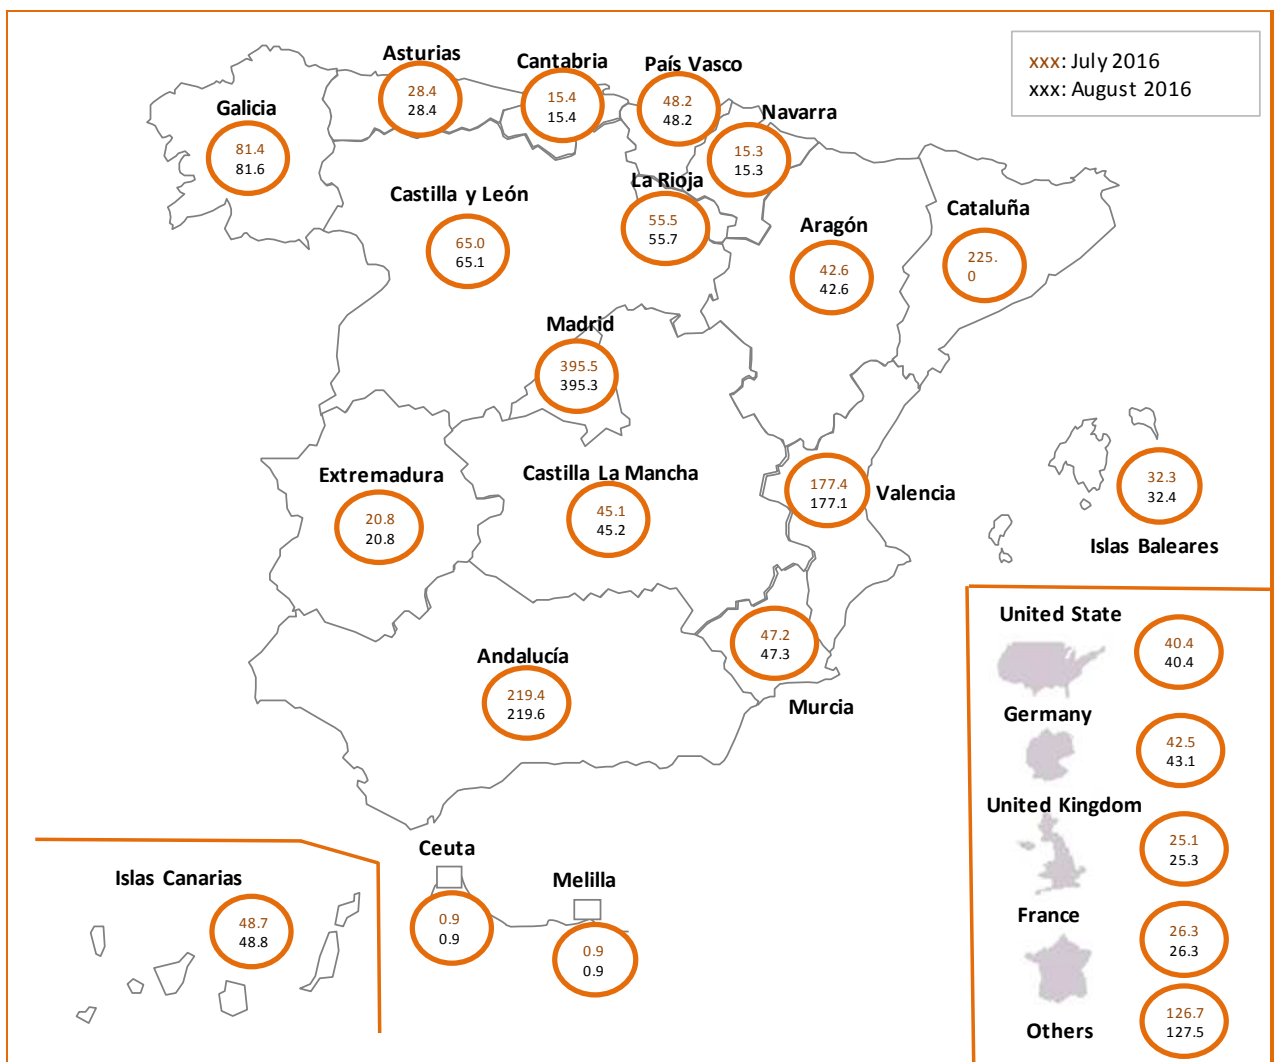 xxx: July 2016
xxx: August 2016
Asturias
28.4
28.4
Cantabria
15.4
15.4
País Vasco
48.2
48.2
Navarra
15.3
15.3
Galicia
81.4
81.6
Castilla y León
65.0
65.1
La Rioja
55.5
55.7
Aragón
42.6
42.6
Cataluña
225.
0
Madrid
395.5
395.3
Extremadura
20.8
20.8
Castilla La Mancha
45.1
45.2
177.4
177.1
Valencia
32.3
32.4
Islas Baleares
47.2
47.3
Murcia
Andalucía
219.4
219.6
United State
40.4
40.4
Germany
42.5
43.1
United Kingdom
25.1
25.3
France
26.3
26.3
Others
126.7
127.5
Ceuta
0.9
0.9
Melilla
0.9
0.9
Islas Canarias
48.7
48.8